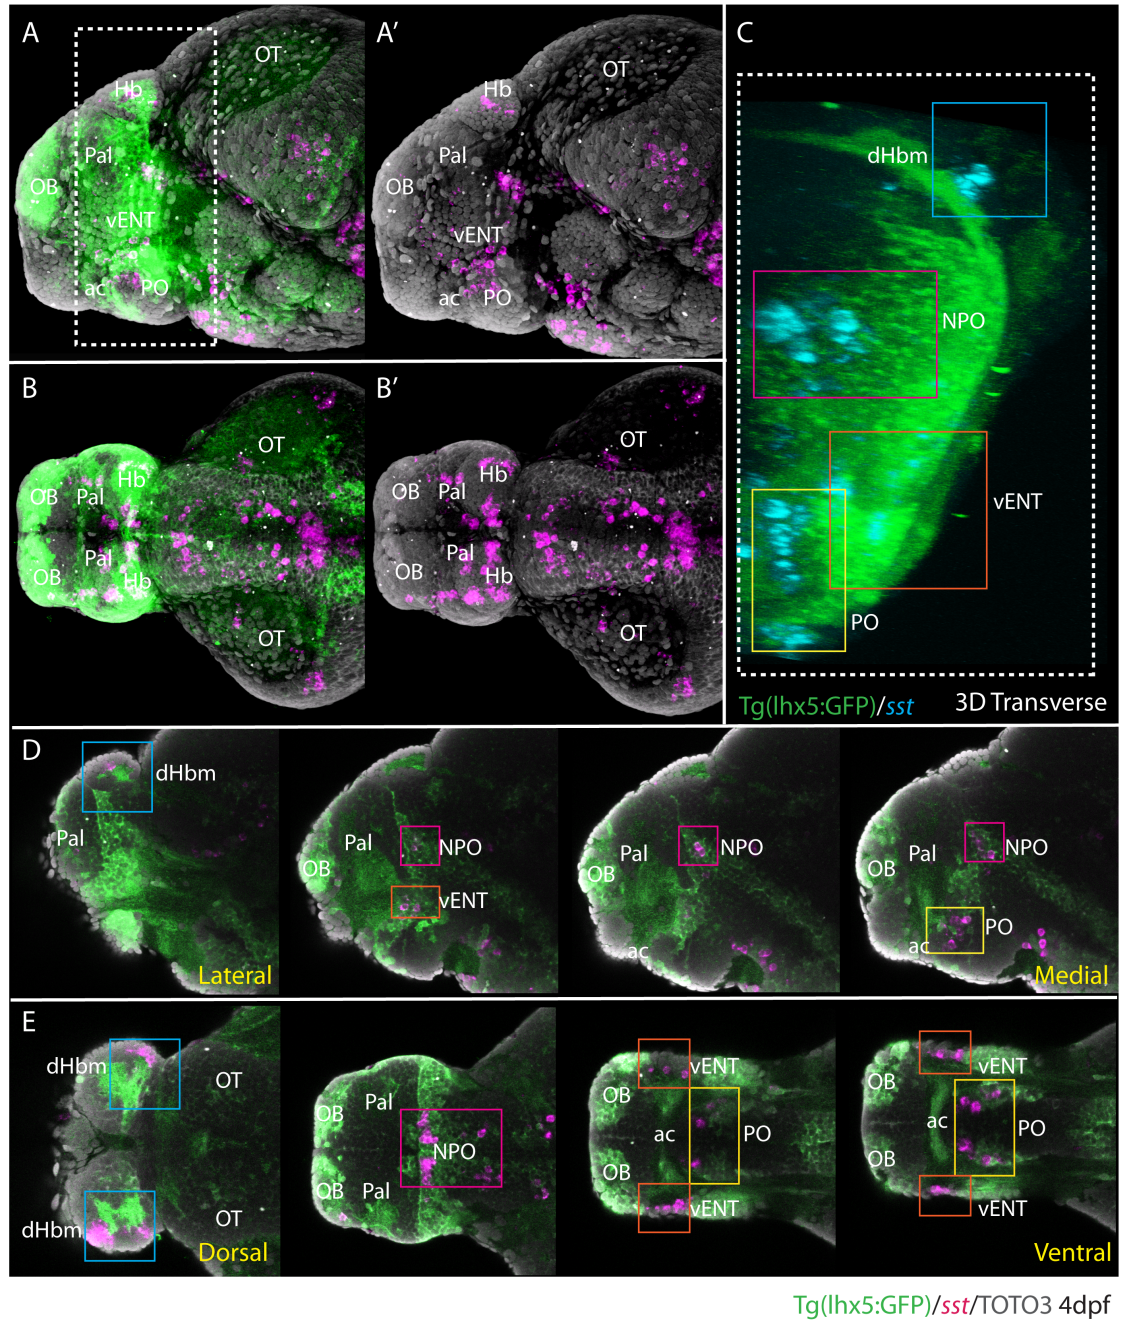 A
OT
Hb
Pal
OB
vENT
ac
PO
A′
OT
Hb
Pal
OB
vENT
ac
PO
B
OT
Hb
OB
Pal
Pal
OB
Hb
OT
B′
OT
Hb
OB
Pal
Pal
OB
Hb
OT
C
dHbm
NPO
vENT
PO
Tg(lhx5:GFP)/sst 3D Transverse
D
dHbm
Pal
Lateral
Pal
OB
NPO
vENT
Pal
OB
NPO
ac
Pal
OB
NPO
PO
ac
Medial
E
dHbm
OT
dHbm
OT
Dorsal
Pal
OB
NPO
OB
Pal
vENT
OB
ac
PO
OB
vENT
vENT
OB
ac
PO
OB
vENT
Ventral
Tg(lhx5:GFP)/sst/TOTO3 4dpf